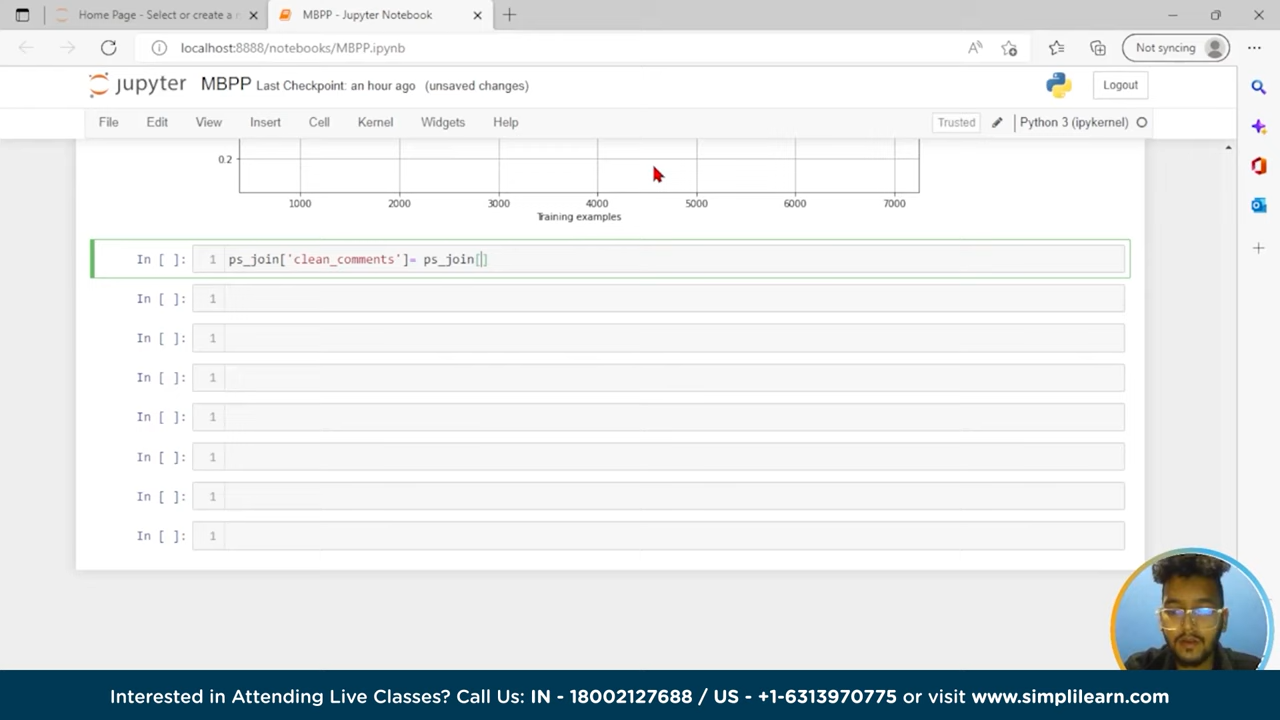 Home Page - Select or create a n
MBPP - Jupyter Notebook
localhost:8888/notebooks/MBPP.ipynb
Not syncing
jupyter MBPP Last Checkpoint: an hour ago (unsaved changes)
Logout
File Edit View Insert Cell Kernel Widgets Help
Trusted Python 3 (ipykernel)
0.2
1000 2000 3000 4000 5000 6000 7000
Training examples
In [ ]: 1 ps_join['clean_comments']= ps_join[]
In [ ]: 1
In [ ]: 1
In [ ]: 1
In [ ]: 1
In [ ]: 1
In [ ]: 1
In [ ]: 1
Interested in Attending Live Classes? Call Us: IN - 18002127688 / US - +1-6313970775 or visit www.simplilearn.com